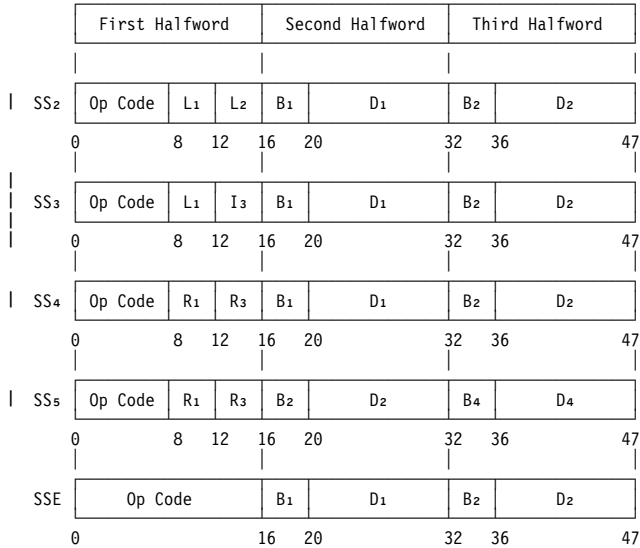 First Halfword Second Halfword Third Halfword
SS₂ Op Code L₁ L₂ B₁ D₁ B₂ D₂
0 8 12 16 20 32 36 47
SS₃ Op Code L₁ I₃ B₁ D₁ B₂ D₂
0 8 12 16 20 32 36 47
SS₄ Op Code R₁ R₃ B₁ D₁ B₂ D₂
0 8 12 16 20 32 36 47
SS₅ Op Code R₁ R₃ B₂ D₂ B₄ D₄
0 8 12 16 20 32 36 47
SSE Op Code B₁ D₁ B₂ D₂
0 16 20 32 36 47